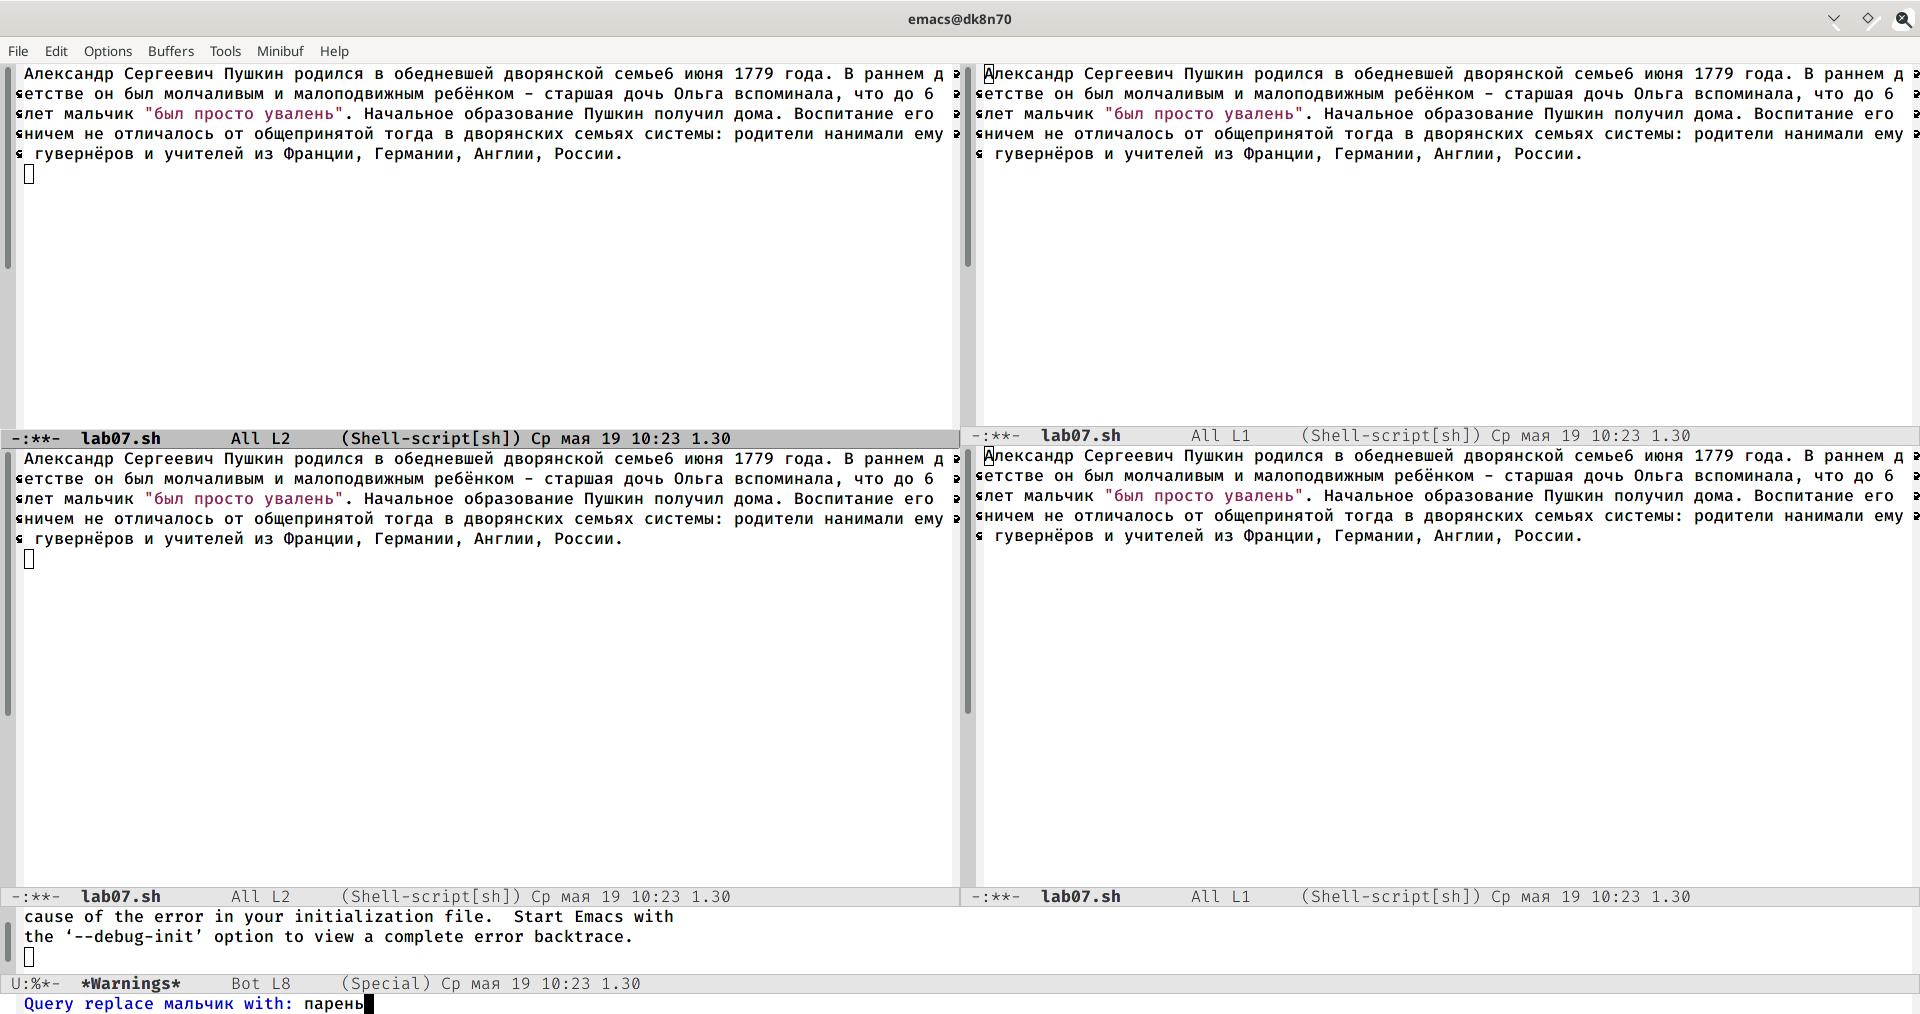 emacs@dk8n70
File Edit Options Buffers Tools Minibuf Help
Александр Сергеевич Пушкин родился в обедневшей дворянской семье6 июня 1779 года. В раннем д
етстве он был молчаливым и малоподвижным ребёнком - старшая дочь Ольга вспоминала, что до 6
лет мальчик "был просто увалень". Начальное образование Пушкин получил дома. Воспитание его
ничем не отличалось от общепринятой тогда в дворянских семьях системы: родители нанимали ему
гувернёров и учителей из Франции, Германии, Англии, России.
-:**-  lab07.sh       All L2     (Shell-script[sh]) Ср мая 19 10:23 1.30
Александр Сергеевич Пушкин родился в обедневшей дворянской семье6 июня 1779 года. В раннем д
етстве он был молчаливым и малоподвижным ребёнком - старшая дочь Ольга вспоминала, что до 6
лет мальчик "был просто увалень". Начальное образование Пушкин получил дома. Воспитание его
ничем не отличалось от общепринятой тогда в дворянских семьях системы: родители нанимали ему
гувернёров и учителей из Франции, Германии, Англии, России.
-:**-  lab07.sh       All L1     (Shell-script[sh]) Ср мая 19 10:23 1.30
Александр Сергеевич Пушкин родился в обедневшей дворянской семье6 июня 1779 года. В раннем д
етстве он был молчаливым и малоподвижным ребёнком - старшая дочь Ольга вспоминала, что до 6
лет мальчик "был просто увалень". Начальное образование Пушкин получил дома. Воспитание его
ничем не отличалось от общепринятой тогда в дворянских семьях системы: родители нанимали ему
гувернёров и учителей из Франции, Германии, Англии, России.
-:**-  lab07.sh       All L2     (Shell-script[sh]) Ср мая 19 10:23 1.30
Александр Сергеевич Пушкин родился в обедневшей дворянской семье6 июня 1779 года. В раннем д
етстве он был молчаливым и малоподвижным ребёнком - старшая дочь Ольга вспоминала, что до 6
лет мальчик "был просто увалень". Начальное образование Пушкин получил дома. Воспитание его
ничем не отличалось от общепринятой тогда в дворянских семьях системы: родители нанимали ему
гувернёров и учителей из Франции, Германии, Англии, России.
-:**-  lab07.sh       All L1     (Shell-script[sh]) Ср мая 19 10:23 1.30
cause of the error in your initialization file.  Start Emacs with
the ‘--debug-init’ option to view a complete error backtrace.
U:%*-  *Warnings*     Bot L8     (Special) Ср мая 19 10:23 1.30
Query replace мальчик with: парень